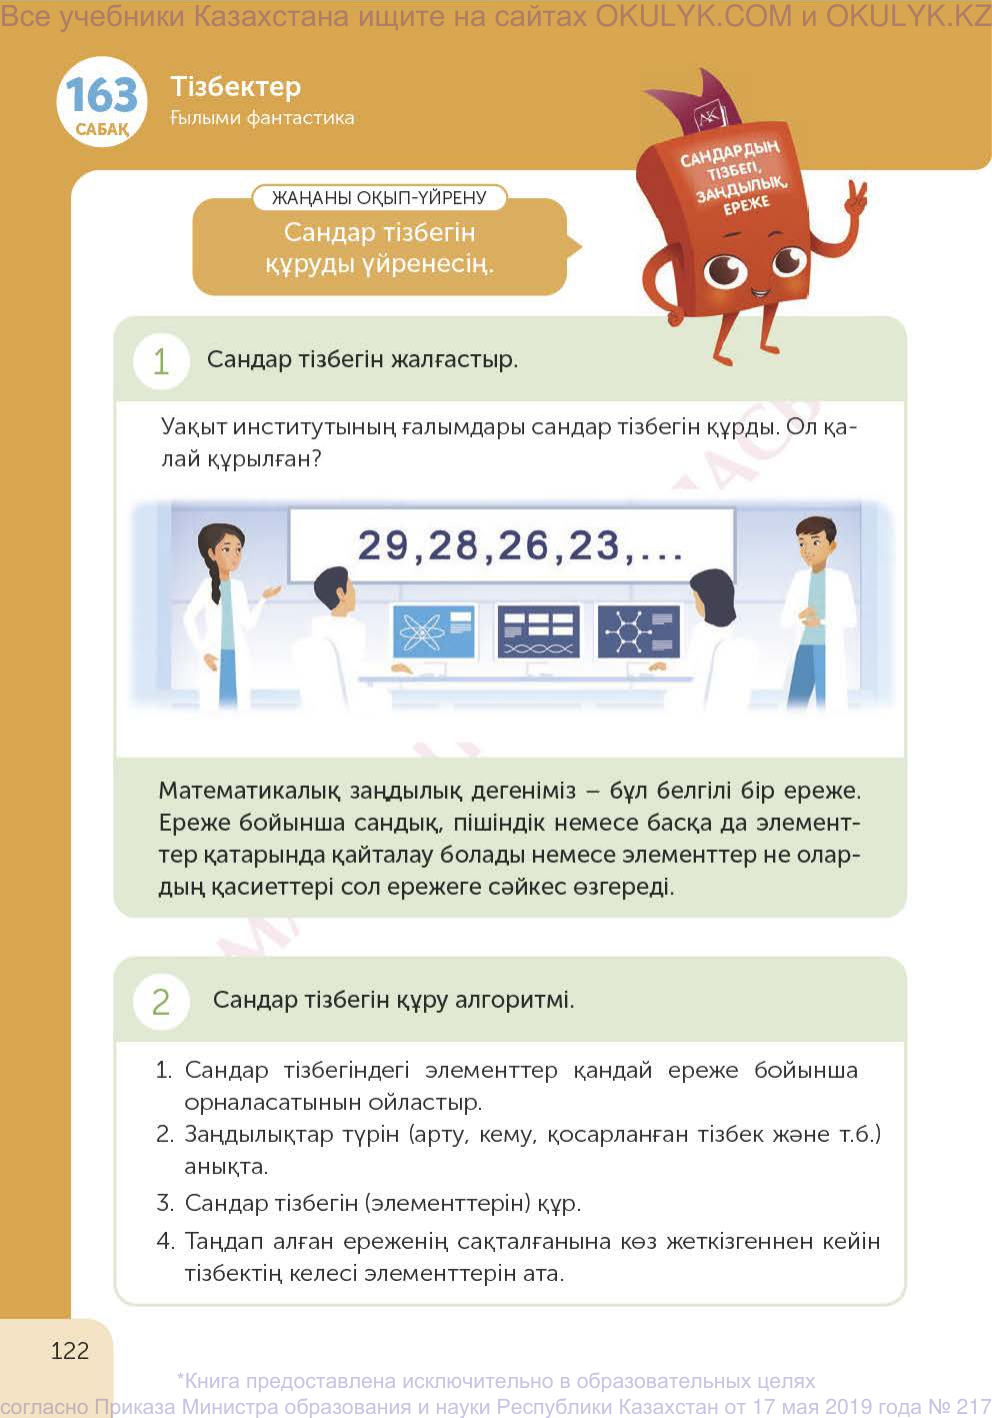 Все учебники Казахстана ищите на сайтах OKULYK.COM и OKULYK.KZ
163
САБАҚ
Тізбектер
Ғылыми фантастика
ЖАҢАНЫ ОҚЫП-ҮЙРЕНУ
Сандар тізбегін
құруды үйренесің.
АК
САНДАРДЫҢ
ТІЗБЕГІ,
ЗАҢДЫЛЫҚ,
ЕРЕЖЕ
1
Сандар тізбегін жалғастыр.
Уақыт институтының ғалымдары сандар тізбегін құрды. Ол қа-
лай құрылған?
29,28,26,23,...
Математикалық заңдылық дегеніміз – бұл белгілі бір ереже.
Ереже бойынша сандық, пішіндік немесе басқа да элемент-
тер қатарында қайталау болады немесе элементтер не олар-
дың қасиеттері сол ережеге сәйкес өзгереді.
2
Сандар тізбегін құру алгоритмі.
1. Сандар тізбегіндегі элементтер қандай ереже бойынша
орналасатынын ойластыр.
2. Заңдылықтар түрін (арту, кему, қосарланған тізбек және т.б.)
анықта.
3. Сандар тізбегін (элементтерін) құр.
4. Таңдап алған ереженің сақталғанына көз жеткізгеннен кейін
тізбектің келесі элементтерін ата.
122
*Книга предоставлена исключительно в образовательных целях
согласно Приказа Министра образования и науки Республики Казахстан от 17 мая 2019 года № 217